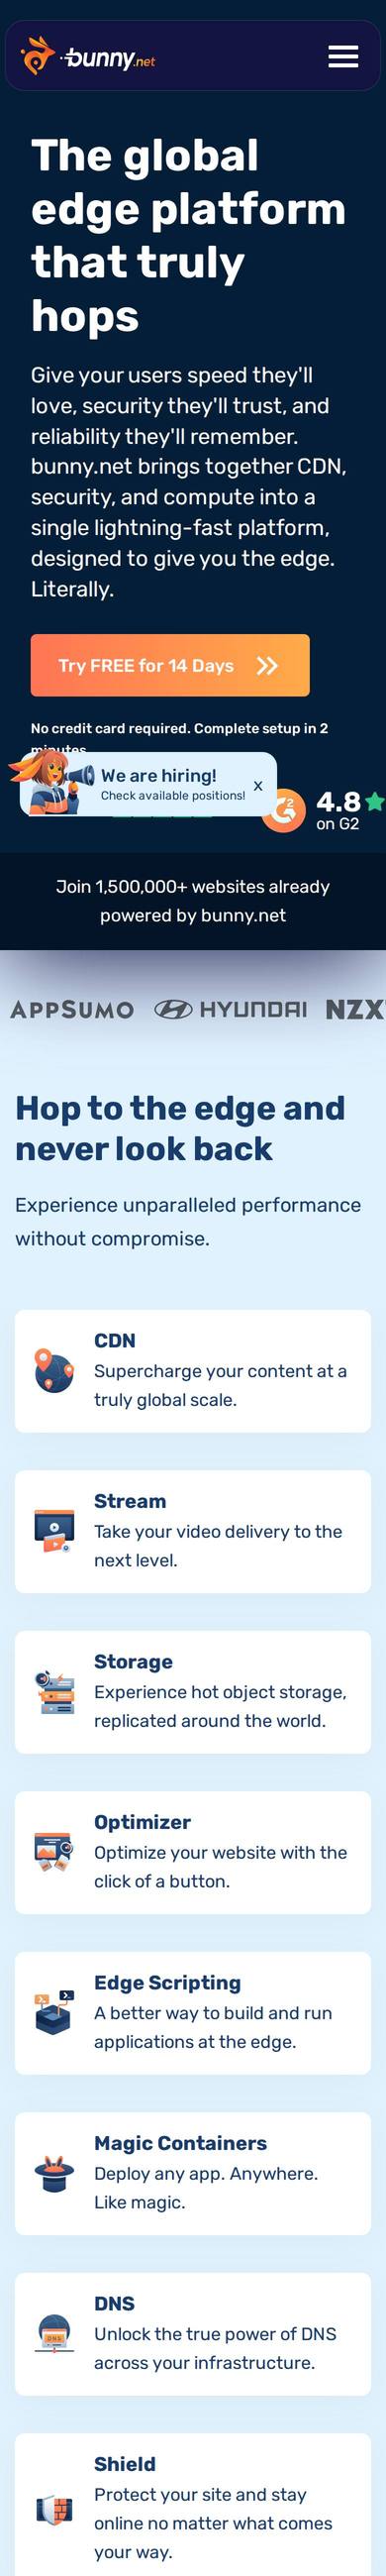 bunny.net
The global
edge platform
that truly
hops
Give your users speed they'll
love, security they'll trust, and
reliability they'll remember.
bunny.net brings together CDN,
security, and compute into a
single lightning-fast platform,
designed to give you the edge.
Literally.
Try FREE for 14 Days
No credit card required. Complete setup in 2
minutes
We are hiring!
Check available positions!
x
G2
4.8
on G2
Join 1,500,000+ websites already
powered by bunny.net
APPSUMO HYUNDAI NZX
Hop to the edge and
never look back
Experience unparalleled performance
without compromise.
CDN
Supercharge your content at a
truly global scale.
Stream
Take your video delivery to the
next level.
Storage
Experience hot object storage,
replicated around the world.
Optimizer
Optimize your website with the
click of a button.
Edge Scripting
A better way to build and run
applications at the edge.
Magic Containers
Deploy any app. Anywhere.
Like magic.
DNS
DNS
Unlock the true power of DNS
across your infrastructure.
Shield
Protect your site and stay
online no matter what comes
your way.